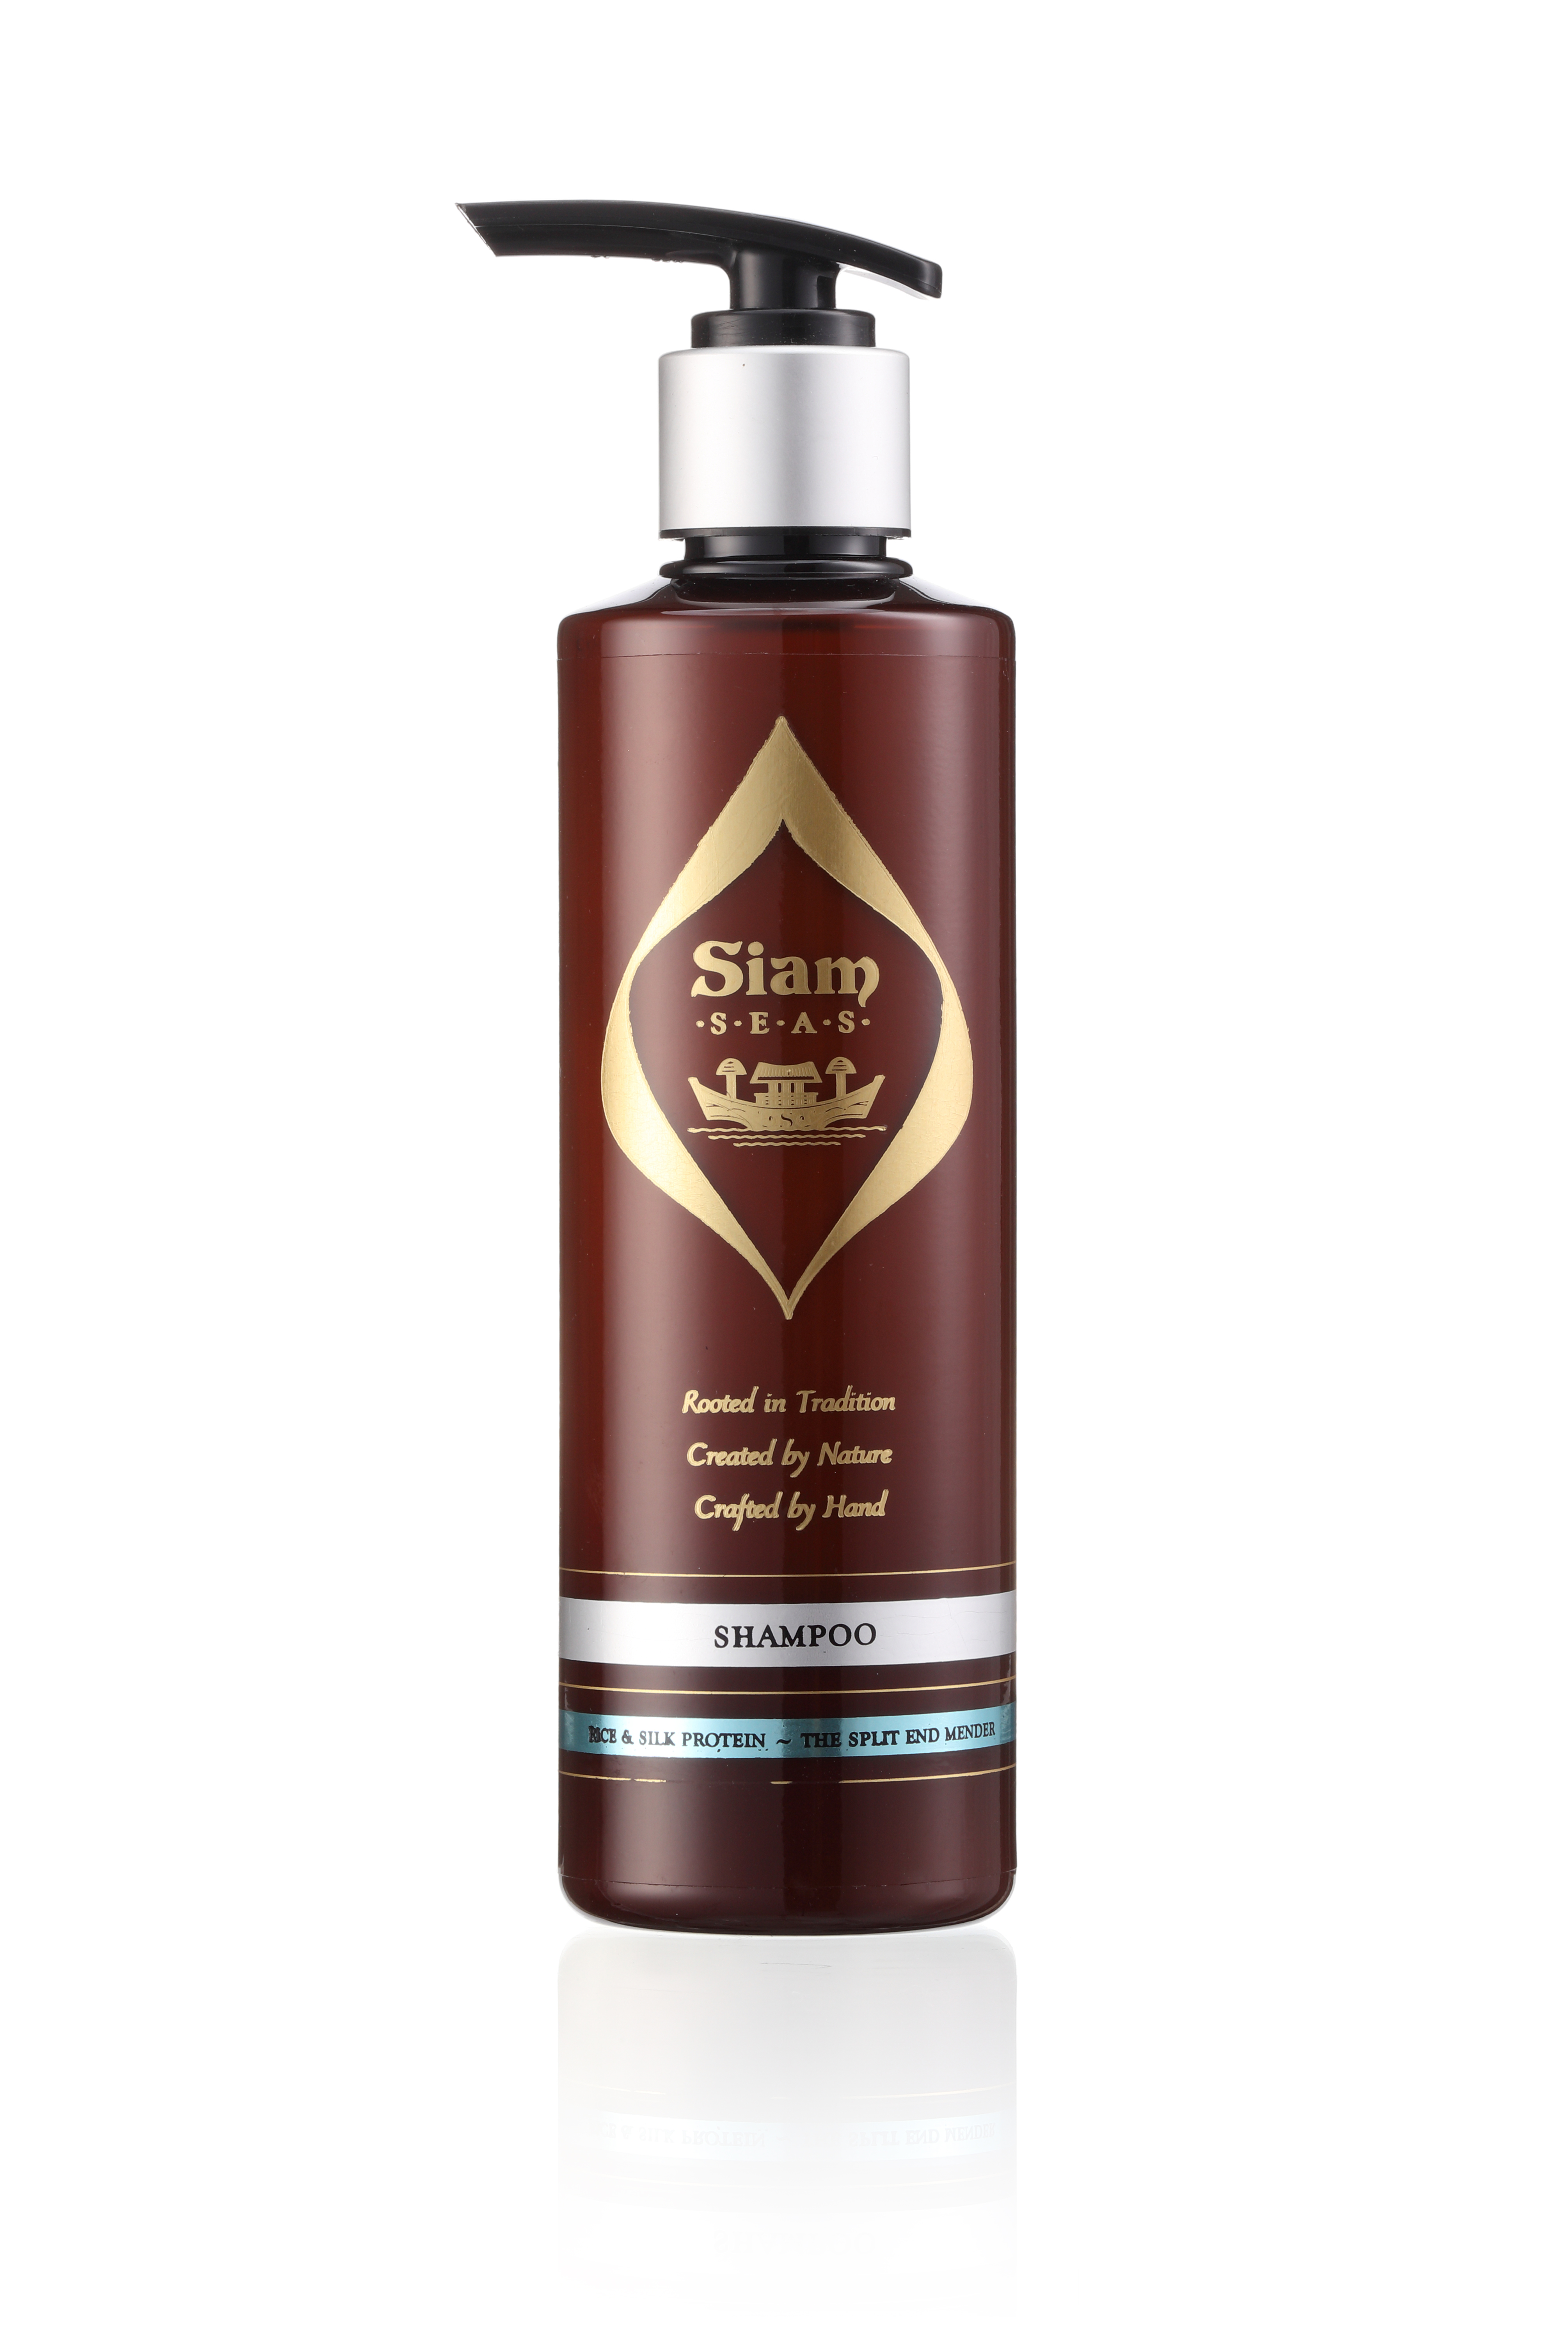 Siam
·S·E·A·S·
Rooted in Tradition
Created by Nature
Crafted by Hand
SHAMPOO
RICE & SILK PROTEIN ~ THE SPLIT END MENDER